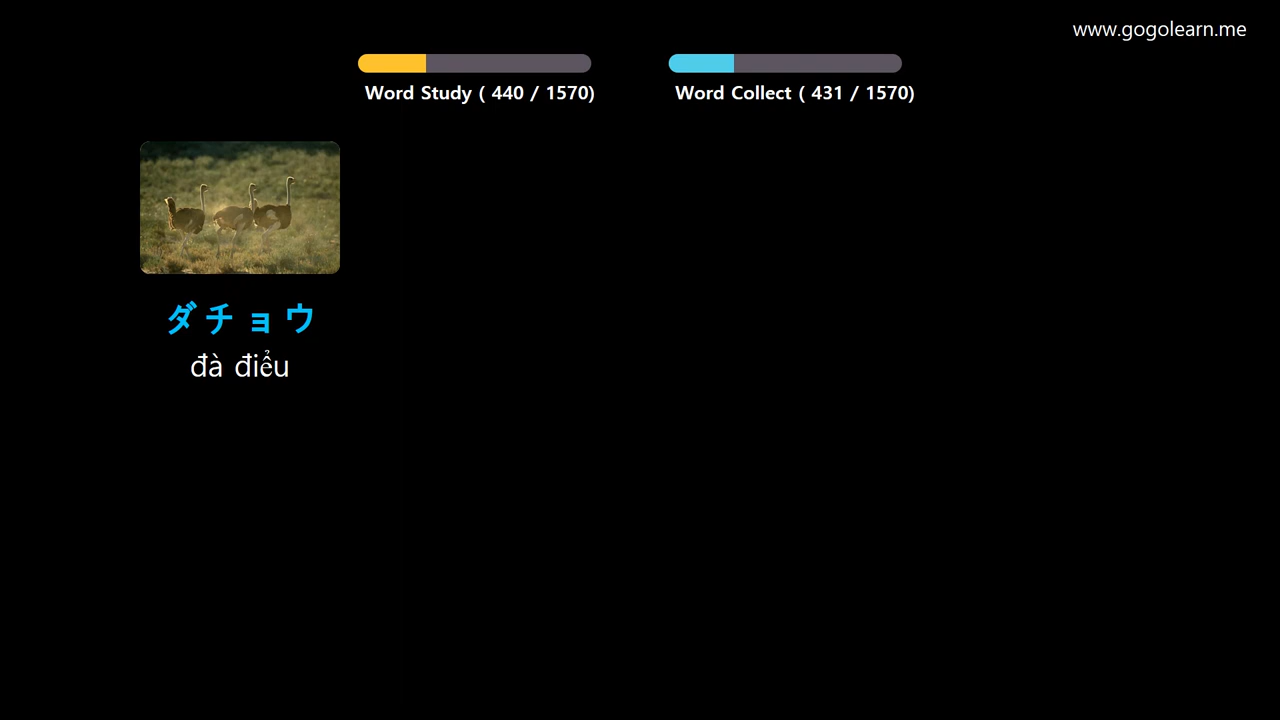 www.gogolearn.me
Word Study ( 440 / 1570)
Word Collect ( 431 / 1570)
ダチョウ
đà điểu